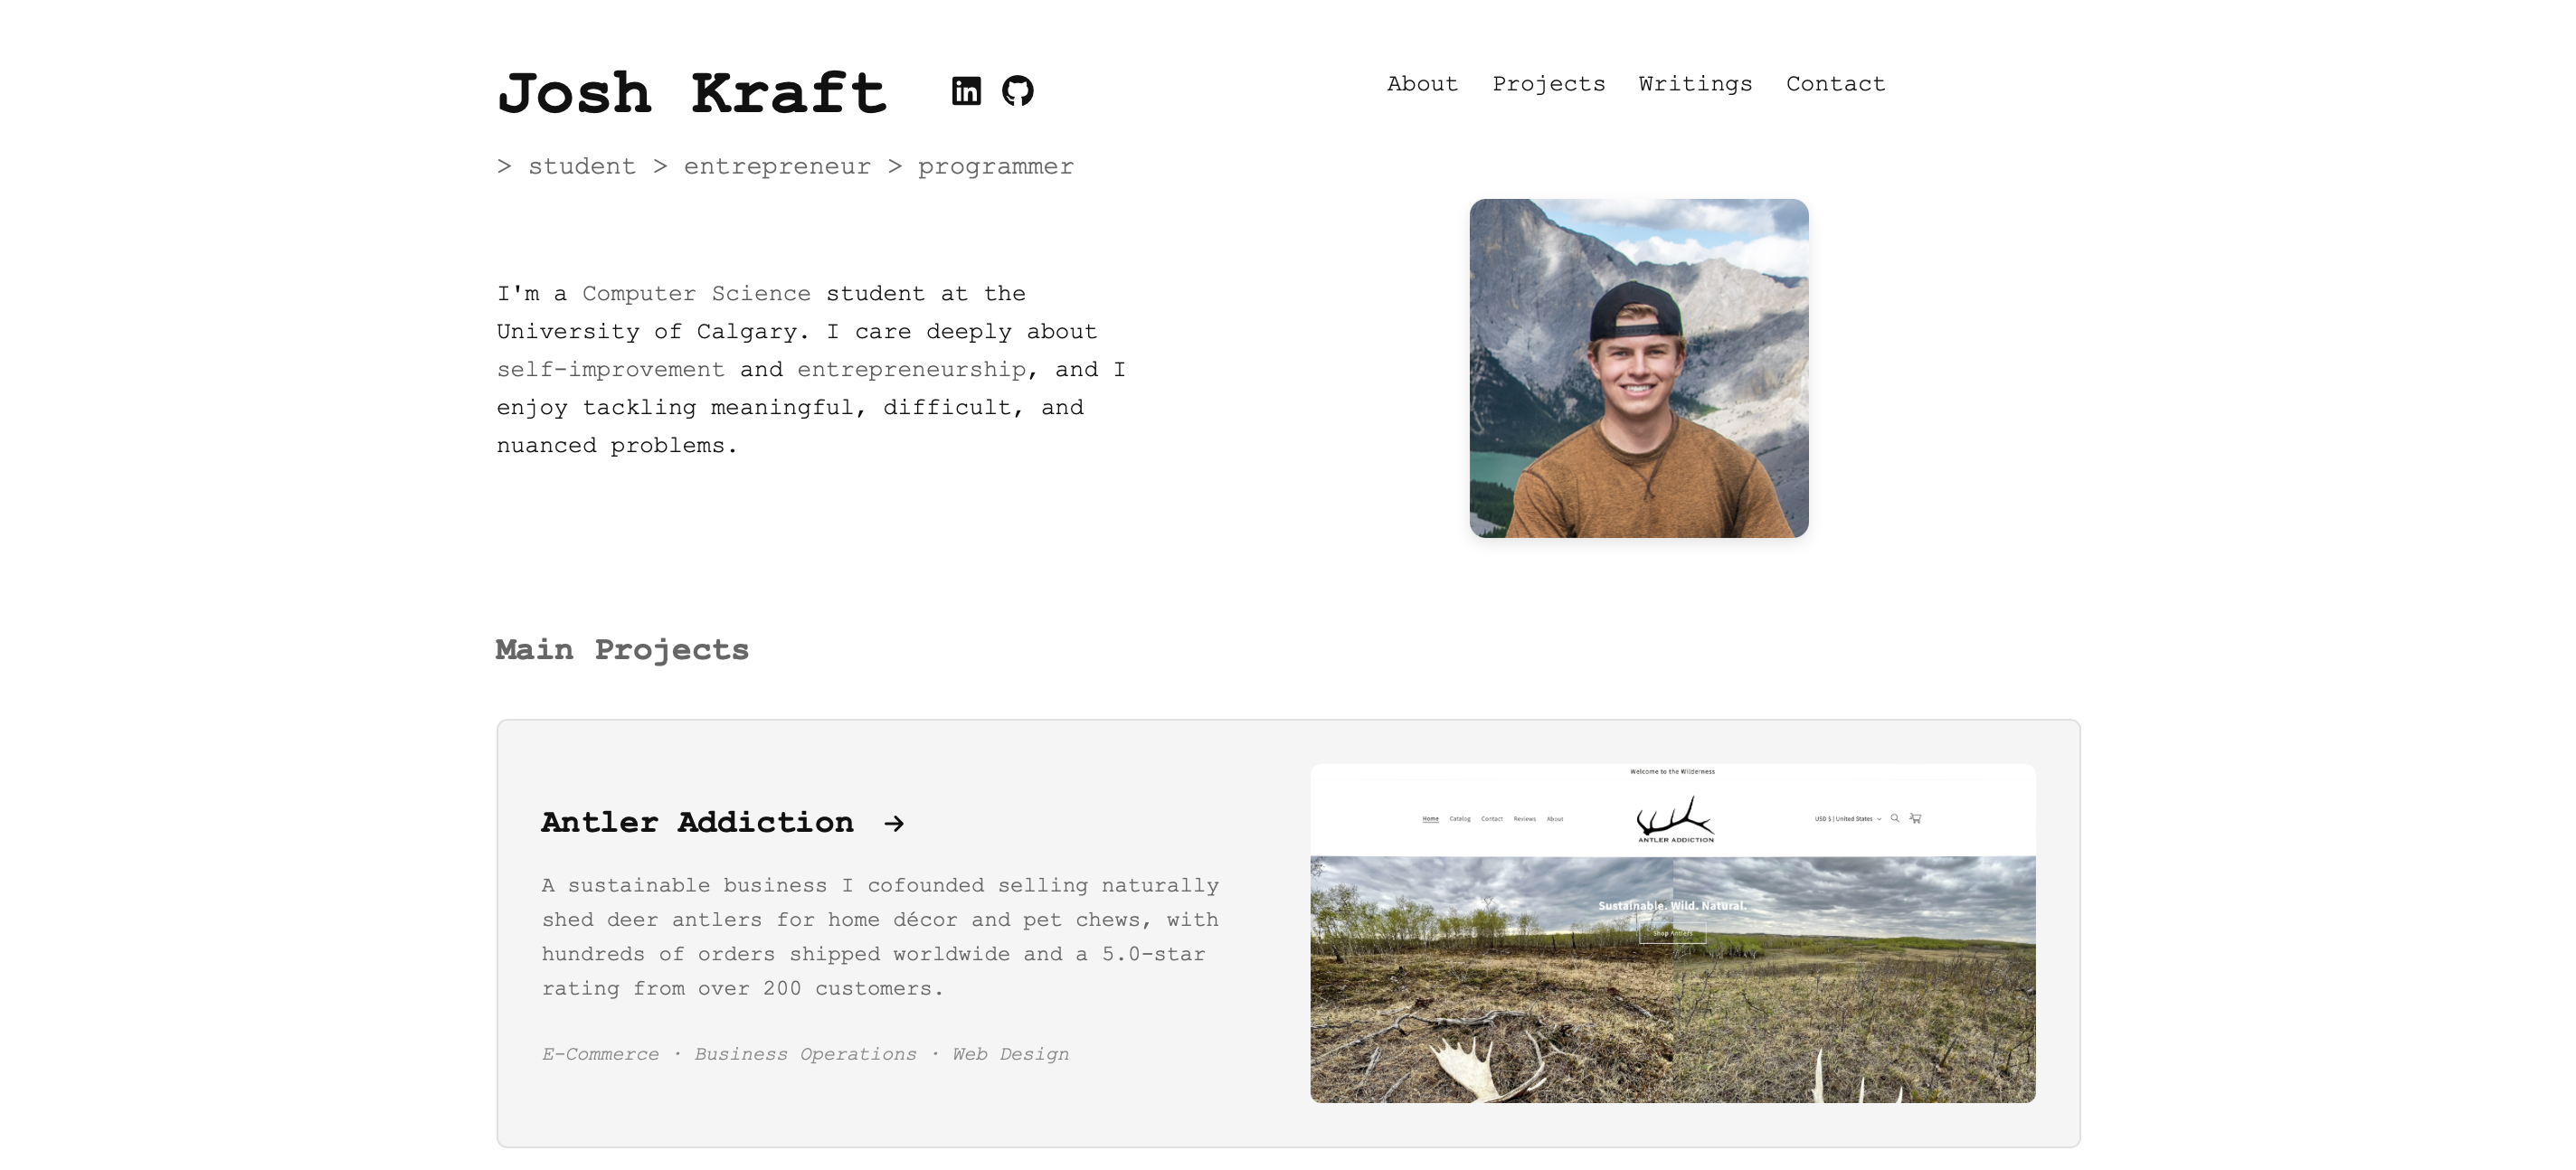 Josh Kraft
About Projects Writings Contact
> student > entrepreneur > programmer
I'm a Computer Science student at the
University of Calgary. I care deeply about
self-improvement and entrepreneurship, and I
enjoy tackling meaningful, difficult, and
nuanced problems.
Main Projects
Antler Addiction →
A sustainable business I cofounded selling naturally
shed deer antlers for home décor and pet chews, with
hundreds of orders shipped worldwide and a 5.0-star
rating from over 200 customers.
E-Commerce · Business Operations · Web Design
Welcome to the Wilderness
Home Catalog Contact Reviews About
ANTLER ADDICTION
USD $ | United States
Sustainable. Wild. Natural.
Shop Antlers